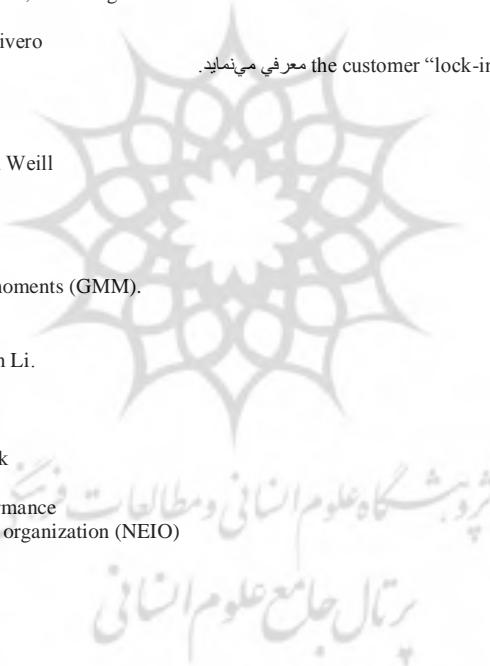 ivero
the customer “lock-in معرفي مي‌نمايد.
Weill
moments (GMM).
Li.
rmance
organization (NEIO)
پژوهشگاه علوم انسانی و مطالعات فرهنگی
پرتال جامع علوم انسانی